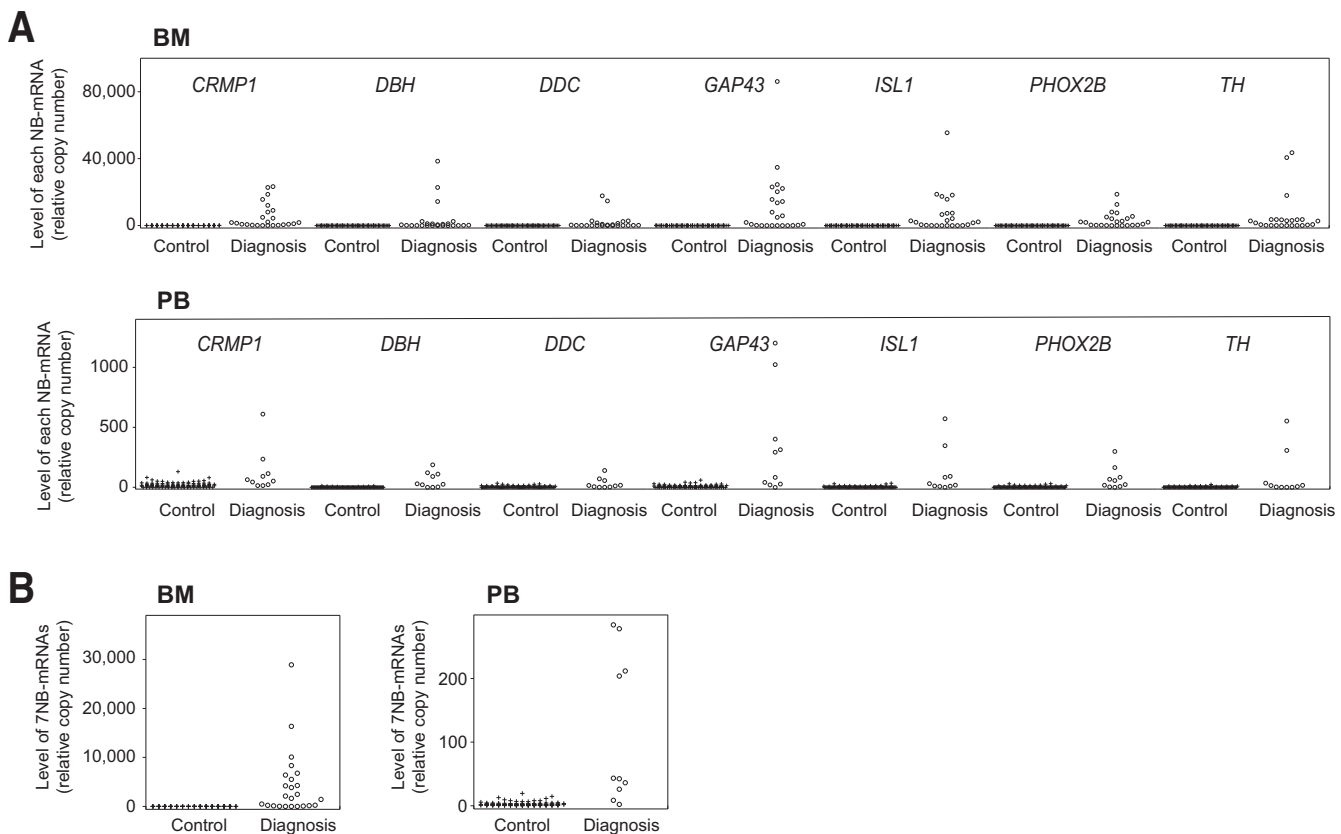 A
BM
Level of each NB-mRNA
(relative copy number)
80,000
40,000
0
CRMP1 DBH DDC GAP43 ISL1 PHOX2B TH
Control Diagnosis Control Diagnosis Control Diagnosis Control Diagnosis Control Diagnosis Control Diagnosis Control Diagnosis
PB
Level of each NB-mRNA
(relative copy number)
1000
500
0
CRMP1 DBH DDC GAP43 ISL1 PHOX2B TH
Control Diagnosis Control Diagnosis Control Diagnosis Control Diagnosis Control Diagnosis Control Diagnosis Control Diagnosis
B
BM
Level of 7NB-mRNAs
(relative copy number)
30,000
20,000
10,000
0
Control Diagnosis
PB
Level of 7NB-mRNAs
(relative copy number)
200
100
0
Control Diagnosis